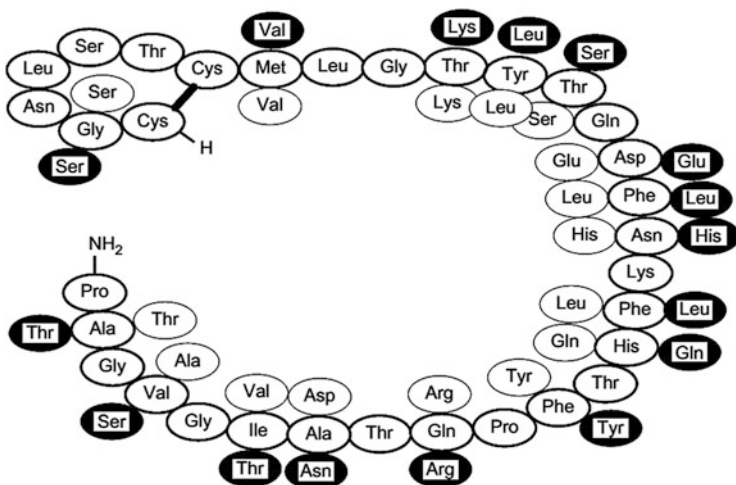 Val Lys Leu Ser
Ser Thr Cys Met Leu Gly Thr Tyr Thr
Leu Ser Val Lys Leu Ser Gln
Asn Gly Cys
Ser H
Glu Asp Glu
Leu Phe Leu
His Asn His
NH2
Lys
Pro
Leu Phe Leu
Thr Ala Thr
Gln His Gln
Gly Ala
Val Val Asp Arg Tyr Thr
Ser Gly Ile Ala Thr Gln Pro Phe Tyr
Thr Asn Arg